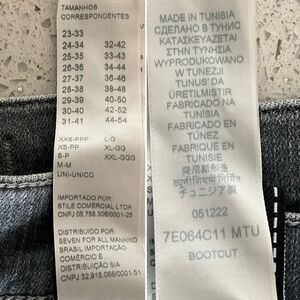 TAMANHOS
CORRESPONDENTES
23-33
24-34 32-42
25-35 33-43
26-36 34-44
27-37 36-46
28-38 38-48
29-39 40-50
30-40 42-52
31-41 44-54
XXS-PPP L-G
XS-PP XL-GG
S-P XXL-GGG
M-M
UNI-UNICO
IMPORTADO POR
STILE COMERCIAL LTDA
CNPJ 05.758.306/0001-25
DISTRIBUIDO POR
SEVEN FOR ALL MANKIND
BRASIL IMPORTAÇÃO
COMÉRCIO E
DISTRIBUIÇÃO S/A
CNPJ 32.918.066/0001-51
MADE IN TUNISIA
СДЕЛАНО В ТУНИС
ΚΑΤΑΣΚΕΥΑΖΕΤΑΙ
ΣΤΗΝ ΤΥΝΗΣΙΑ
WYPRODUKOWANO
W TUNEZJI
TUNUS' DA
ÜRETİLMİŞTIR
FABRICADO NA
TUNÍSIA
FABRICADO EN
TÚNEZ
FABRIQUÉ EN
TUNISIE
突尼斯制造
チュニジア製
051222
7E064C11 MTU
BOOTCUT